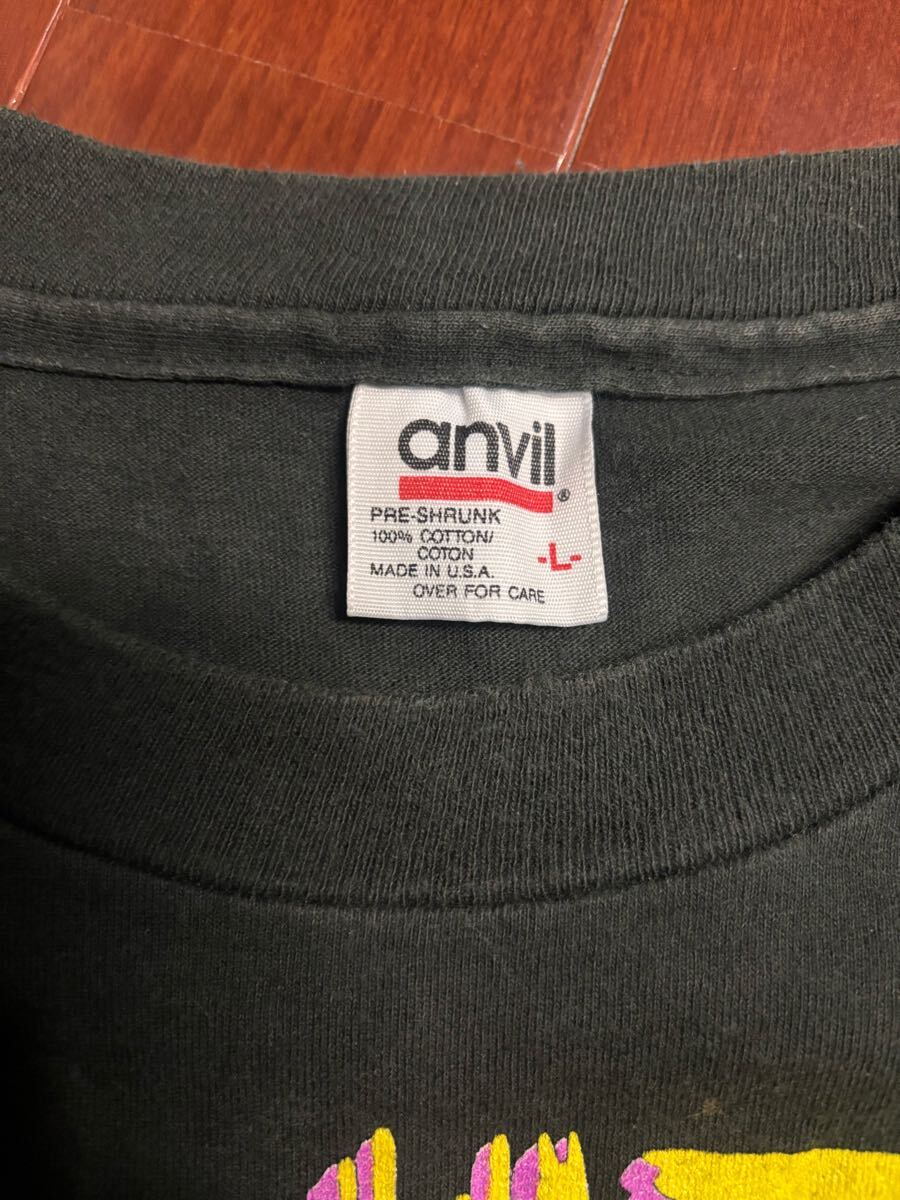 anvil®
PRE-SHRUNK
100% COTTON/
COTON
-L-
MADE IN U.S.A.
OVER FOR CARE